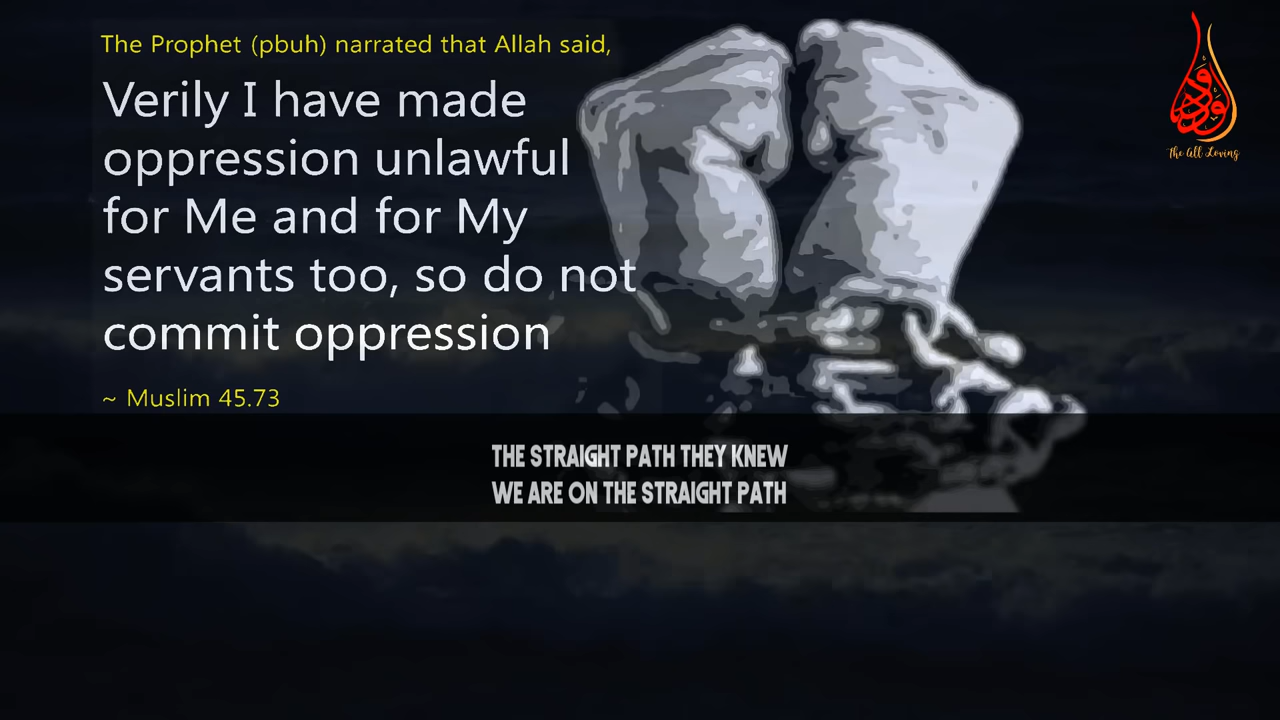 The Prophet (pbuh) narrated that Allah said,
Verily I have made
oppression unlawful
for Me and for My
servants too, so do not
commit oppression
~ Muslim 45.73
THE STRAIGHT PATH THEY KNEW
WE ARE ON THE STRAIGHT PATH
الودود
The All Loving